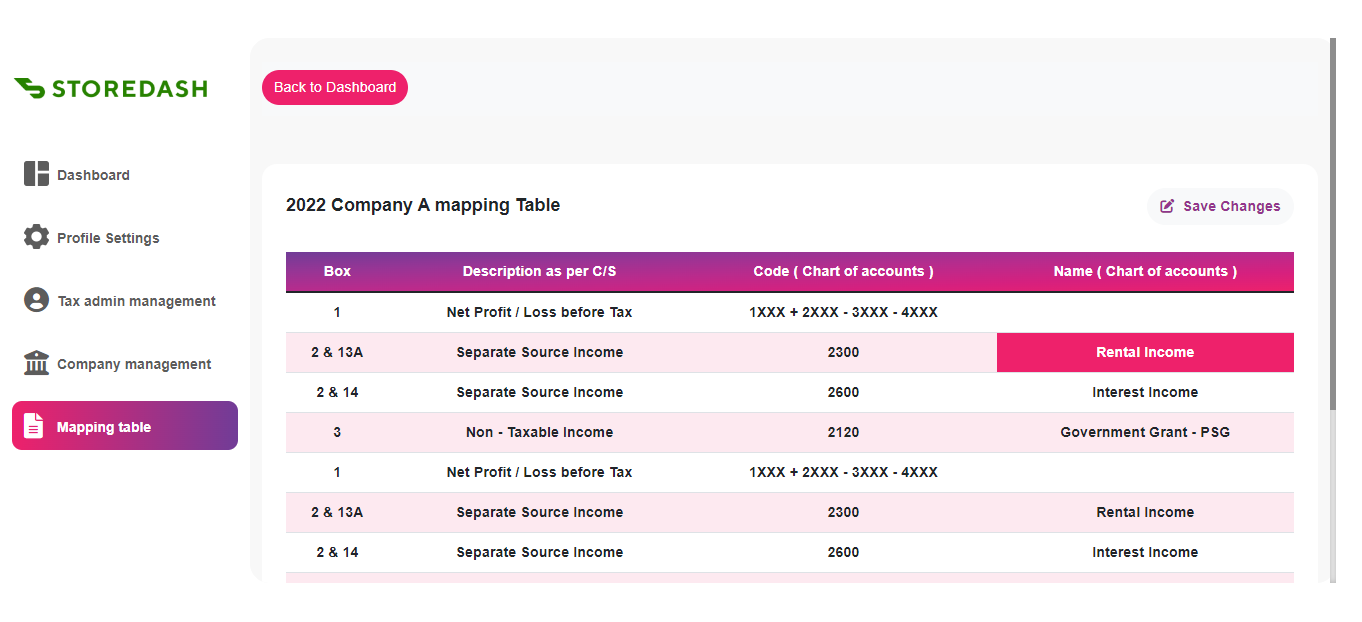 STOREDASH
Dashboard
Profile Settings
Tax admin management
Company management
Mapping table
Back to Dashboard
2022 Company A mapping Table
Save Changes
Box Description as per C/S Code ( Chart of accounts ) Name ( Chart of accounts )
1 Net Profit / Loss before Tax 1XXX + 2XXX - 3XXX - 4XXX
2 & 13A Separate Source Income 2300 Rental Income
2 & 14 Separate Source Income 2600 Interest Income
3 Non - Taxable Income 2120 Government Grant - PSG
1 Net Profit / Loss before Tax 1XXX + 2XXX - 3XXX - 4XXX
2 & 13A Separate Source Income 2300 Rental Income
2 & 14 Separate Source Income 2600 Interest Income